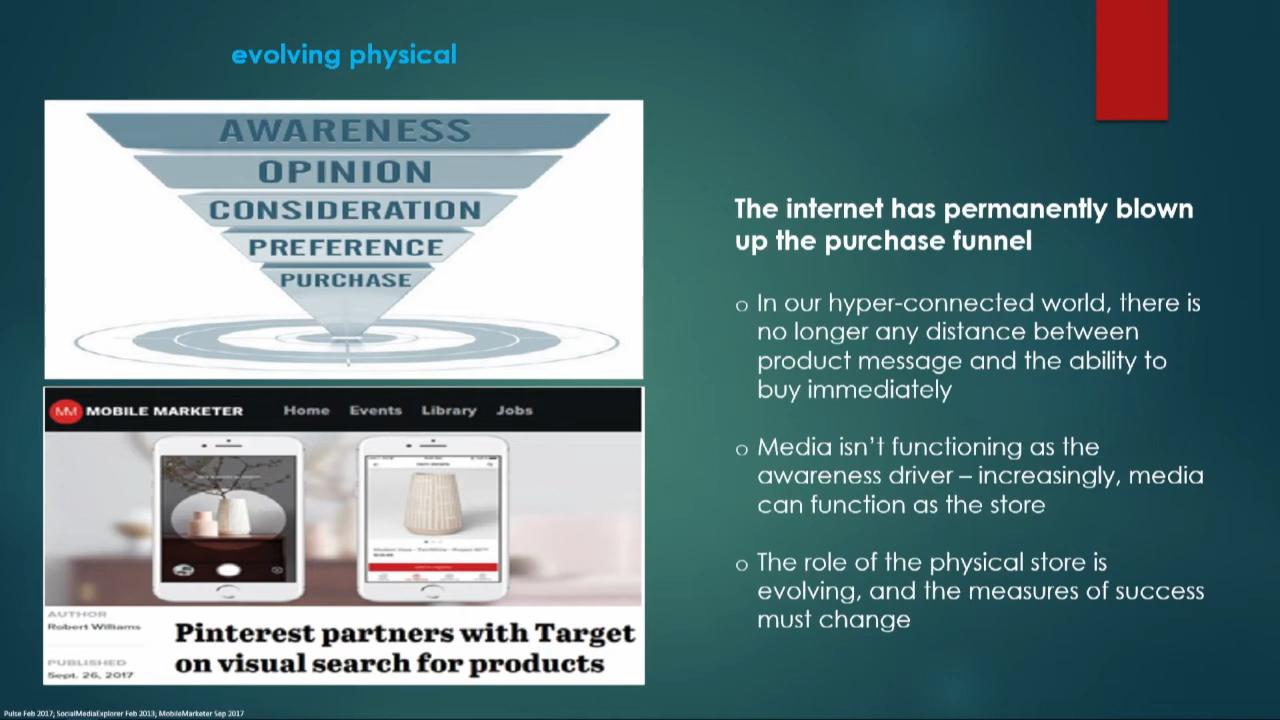 evolving physical
AWARENESS
OPINION
CONSIDERATION
PREFERENCE
PURCHASE
MM MOBILE MARKETER Home Events Library Jobs
AUTHOR
Robert Williams
PUBLISHED
Sept. 26, 2017
Pinterest partners with Target
on visual search for products
The internet has permanently blown
up the purchase funnel
o In our hyper-connected world, there is
no longer any distance between
product message and the ability to
buy immediately
o Media isn't functioning as the
awareness driver – increasingly, media
can function as the store
o The role of the physical store is
evolving, and the measures of success
must change
Pulse Feb 2017; SocialMediaExplorer Feb 2013; MobileMarketer Sep 2017